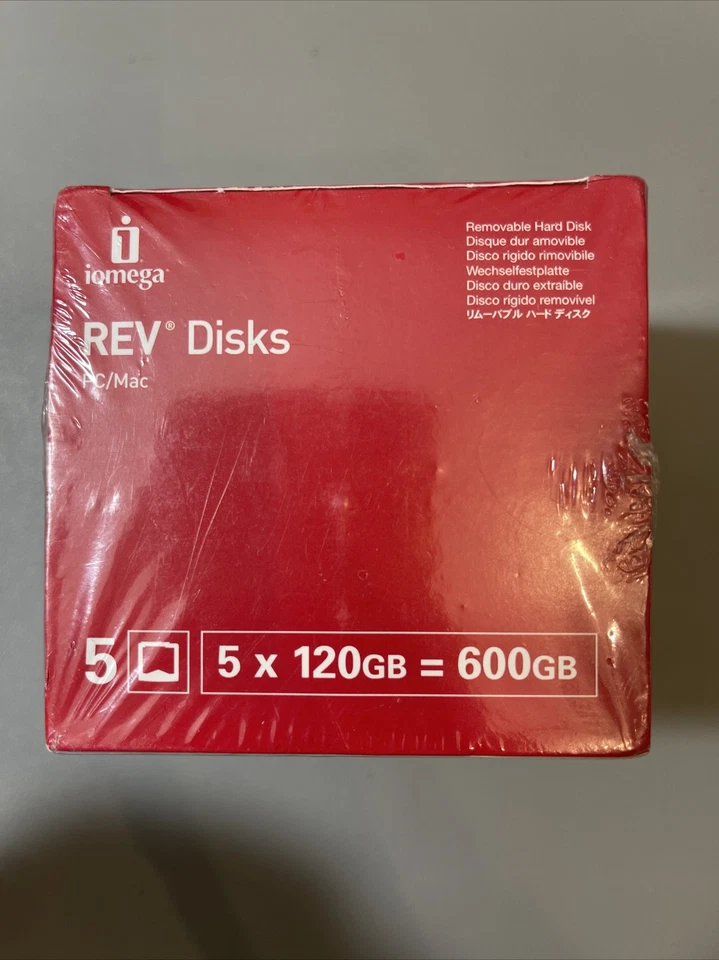 iomega
REV® Disks
PC/Mac
Removable Hard Disk
Disque dur amovible
Disco rigido rimovibile
Wechselfestplatte
Disco duro extraíble
Disco rígido removível
リムーバブル ハード ディスク
5
5 x 120GB = 600GB